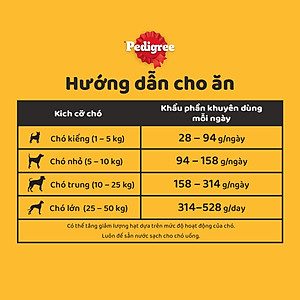 Pedigree
Hướng dẫn cho ăn
Kích cỡ chó
Khẩu phần khuyên dùng
mỗi ngày
Chó kiểng (1 – 5 kg)
28 – 94 g/ngày
Chó nhỏ (5 – 10 kg)
94 – 158 g/ngày
Chó trung (10 – 25 kg)
158 – 314 g/ngày
Chó lớn (25 – 50 kg)
314–528 g/day
Có thể tăng giảm lượng hạt dựa trên mức độ hoạt động của chó.
Luôn để sẵn nước sạch cho chó uống.